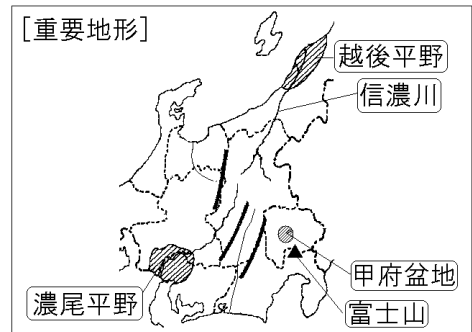 [重要地形]
越後平野
信濃川
甲府盆地
濃尾平野
富士山